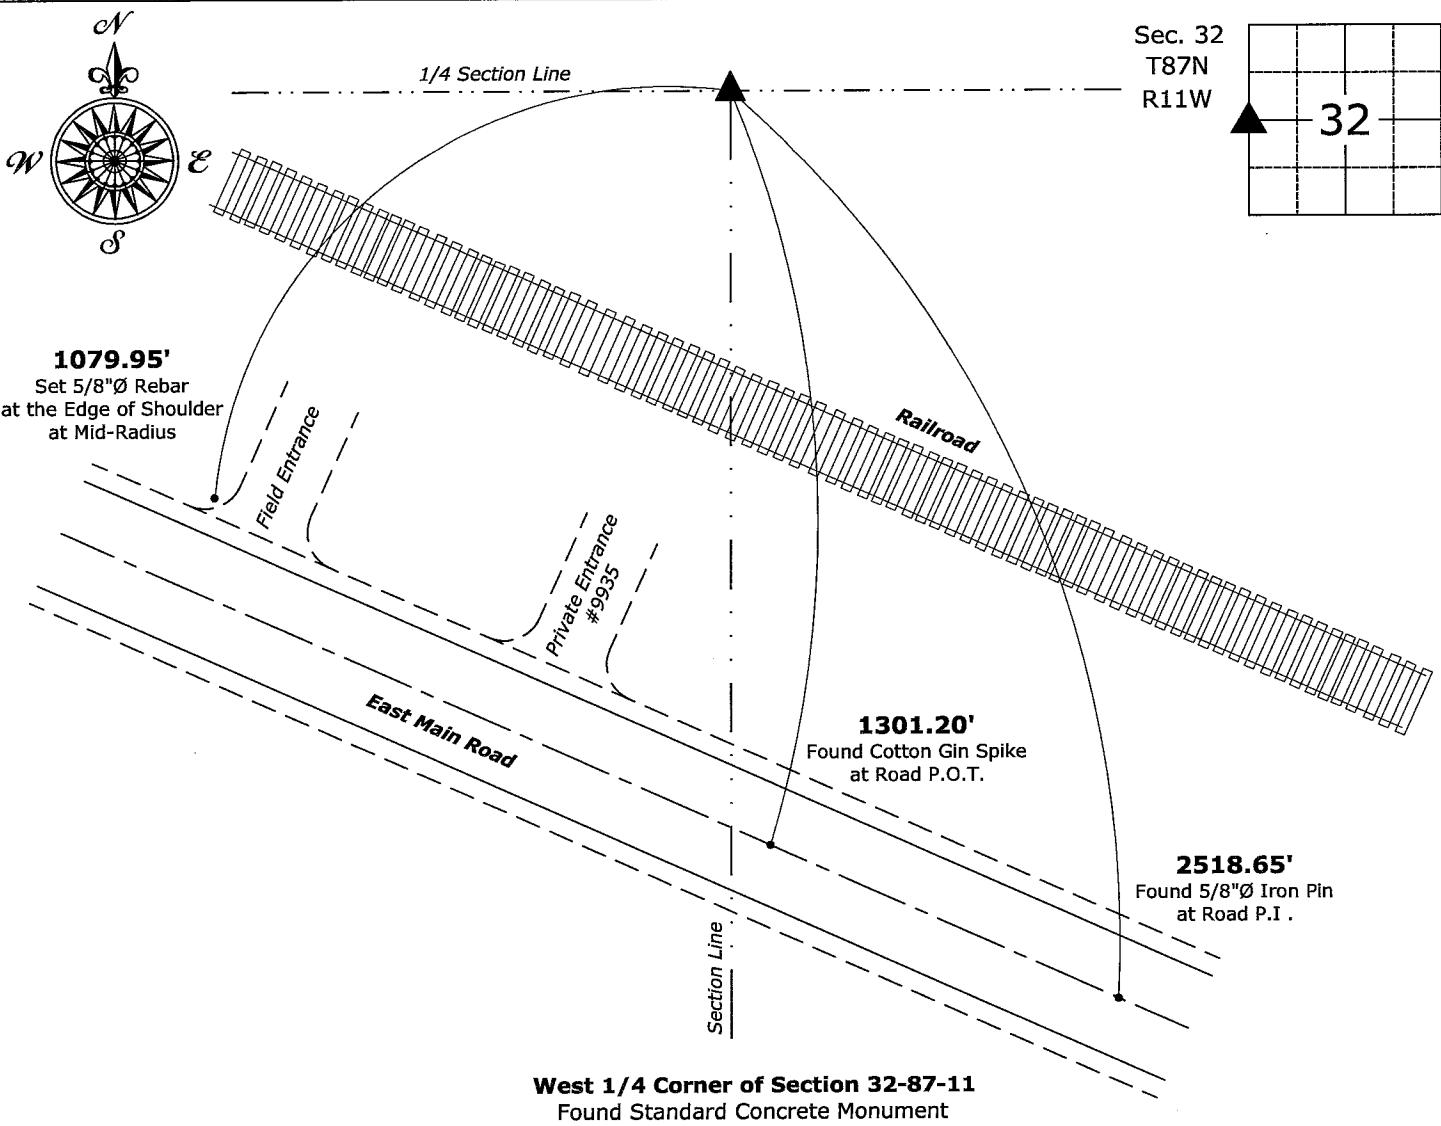 N
W
E
S
1/4 Section Line
Sec. 32
T87N
R11W
32
1079.95'
Set 5/8"Ø Rebar
at the Edge of Shoulder
at Mid-Radius
Field Entrance
Railroad
Private Entrance
#9935
East Main Road
1301.20'
Found Cotton Gin Spike
at Road P.O.T.
2518.65'
Found 5/8"Ø Iron Pin
at Road P.I .
Section Line
West 1/4 Corner of Section 32-87-11
Found Standard Concrete Monument